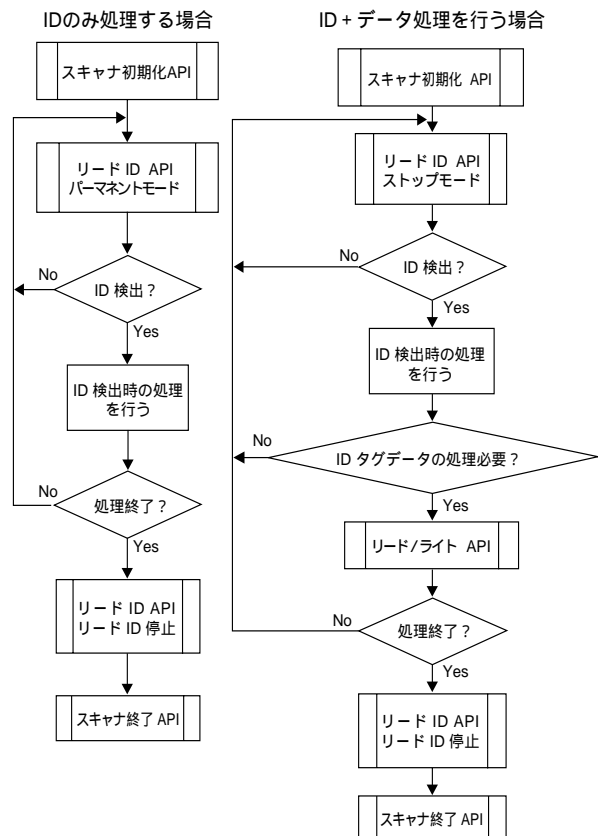 IDのみ処理する場合
スキャナ初期化API
リード ID API
パーマネントモード
No
ID 検出？
Yes
ID 検出時の処理
を行う
No
処理終了？
Yes
リード ID API
リード ID 停止
スキャナ終了 API
ID + データ処理を行う場合
スキャナ初期化 API
リード ID API
ストップモード
No
ID 検出？
Yes
ID 検出時の処理
を行う
No
ID タグデータの処理必要？
Yes
リード/ライト API
No
処理終了？
Yes
リード ID API
リード ID 停止
スキャナ終了 API